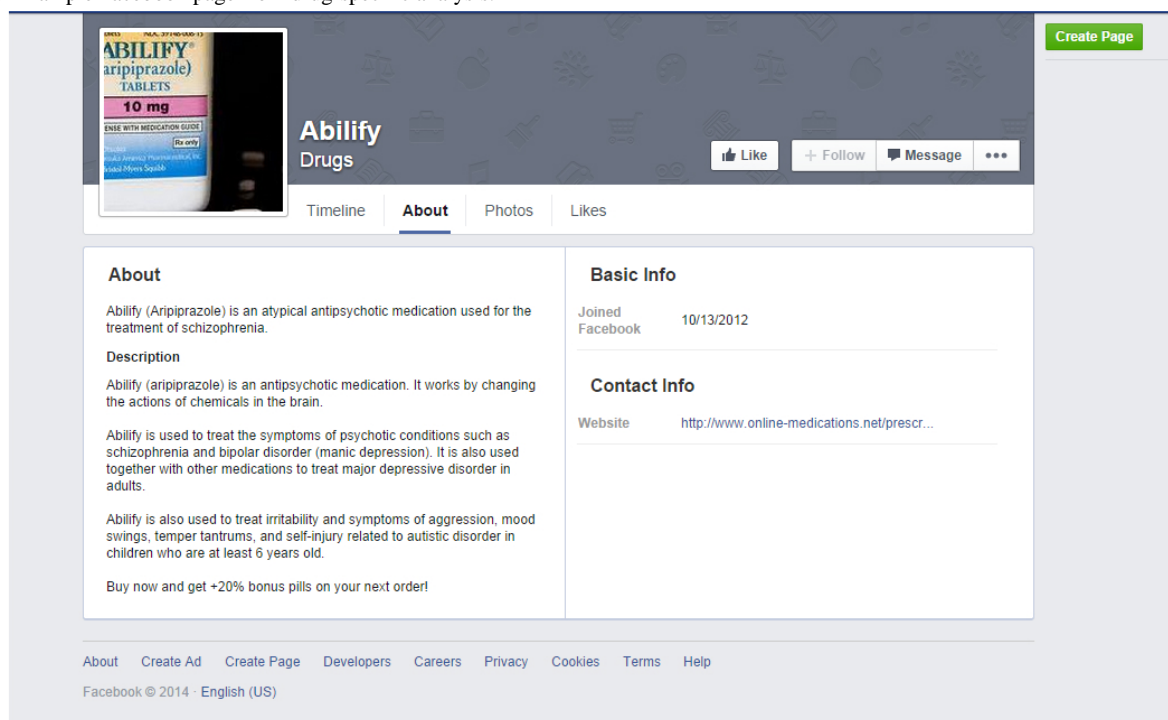 Create Page
ABILIFY
(aripiprazole)
TABLETS
10 mg
DISPENSE WITH MEDICATION GUIDE
Rx only
Bristol-Myers Squibb
Abilify
Drugs
Like
+ Follow
Message
Timeline
About
Photos
Likes
About
Abilify (Aripiprazole) is an atypical antipsychotic medication used for the
treatment of schizophrenia.
Description
Abilify (aripiprazole) is an antipsychotic medication. It works by changing
the actions of chemicals in the brain.
Abilify is used to treat the symptoms of psychotic conditions such as
schizophrenia and bipolar disorder (manic depression). It is also used
together with other medications to treat major depressive disorder in
adults.
Abilify is also used to treat irritability and symptoms of aggression, mood
swings, temper tantrums, and self-injury related to autistic disorder in
children who are at least 6 years old.
Buy now and get +20% bonus pills on your next order!
Basic Info
Joined
Facebook
10/13/2012
Contact Info
Website
http://www.online-medications.net/prescr...
About Create Ad Create Page Developers Careers Privacy Cookies Terms Help
Facebook © 2014 · English (US)